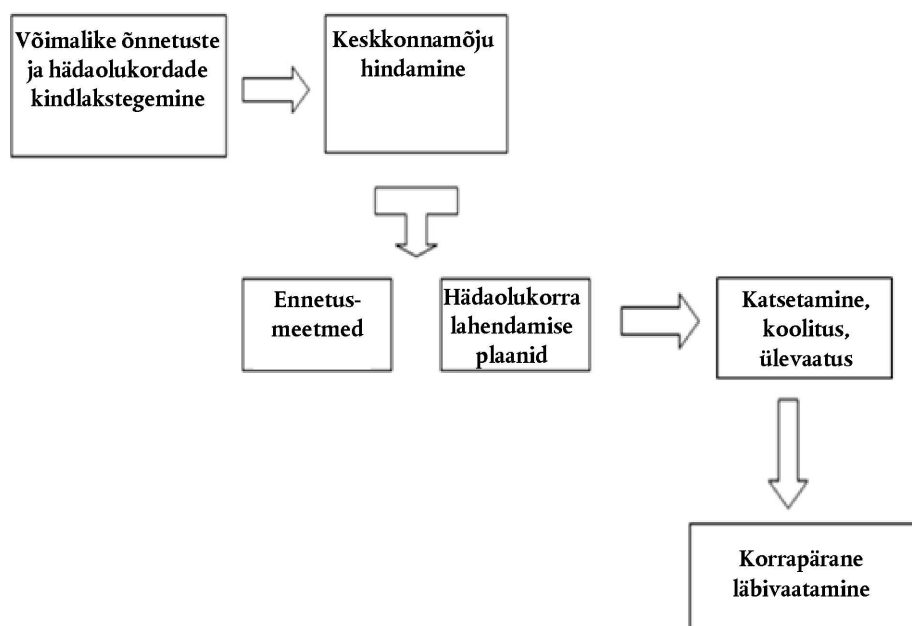 Võimalike õnnetuste
ja hädaolukordade
kindlakstegemine
Keskkonnamõju
hindamine
Ennetus-
meetmed
Hädaolukorra
lahendamise
plaanid
Katsetamine,
koolitus,
ülevaatus
Korrapärane
läbivaatamine